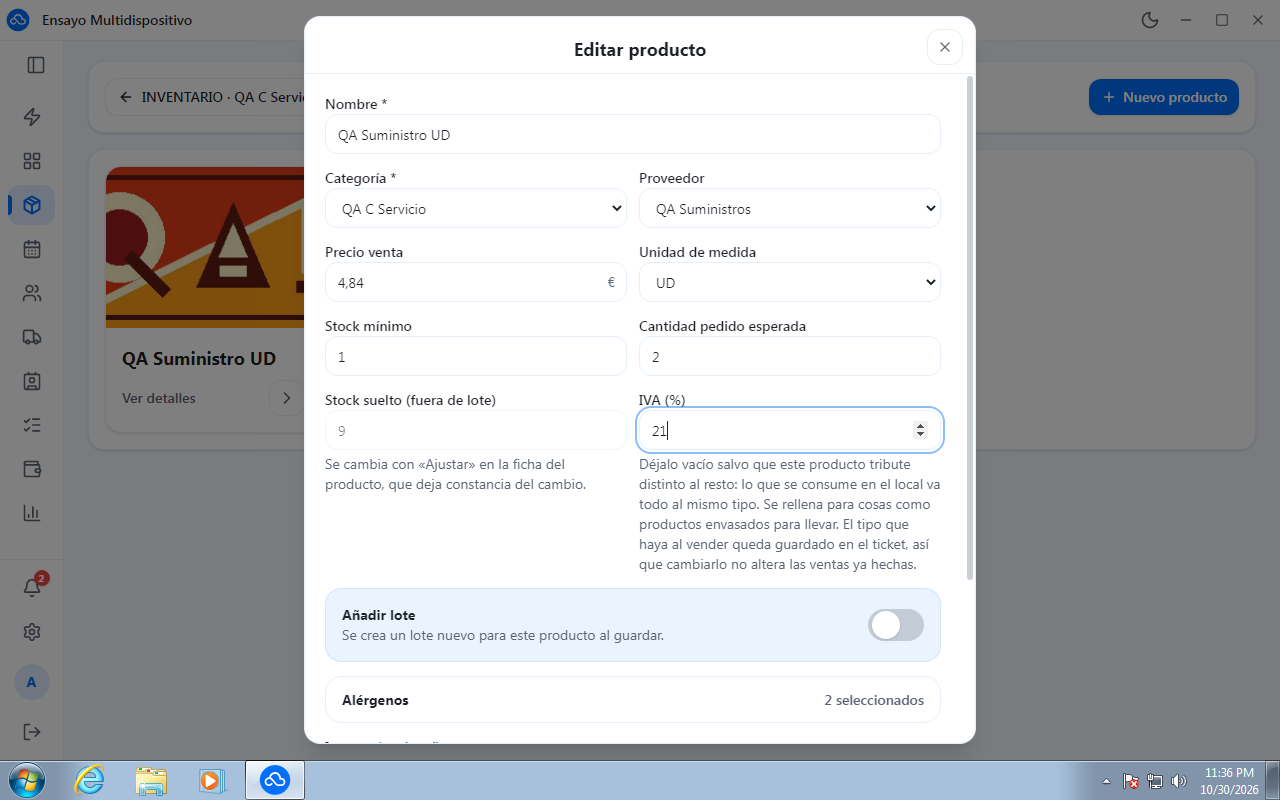 Ensayo Multidispositivo
Editar producto
INVENTARIO · QA C Servi
Nuevo producto
Nombre *
QA Suministro UD
Categoría *
Proveedor
QA C Servicio
QA Suministros
Precio venta
Unidad de medida
4,84
€
UD
Stock mínimo
Cantidad pedido esperada
1
2
QA Suministro UD
Ver detalles
Stock suelto (fuera de lote)
IVA (%)
9
21
Se cambia con «Ajustar» en la ficha del
producto, que deja constancia del cambio.
Déjalo vacío salvo que este producto tribute
distinto al resto: lo que se consume en el local va
todo al mismo tipo. Se rellena para cosas como
productos envasados para llevar. El tipo que
haya al vender queda guardado en el ticket, así
que cambiarlo no altera las ventas ya hechas.
Añadir lote
Se crea un lote nuevo para este producto al guardar.
Alérgenos
2 seleccionados
2
A
11:36 PM
10/30/2026